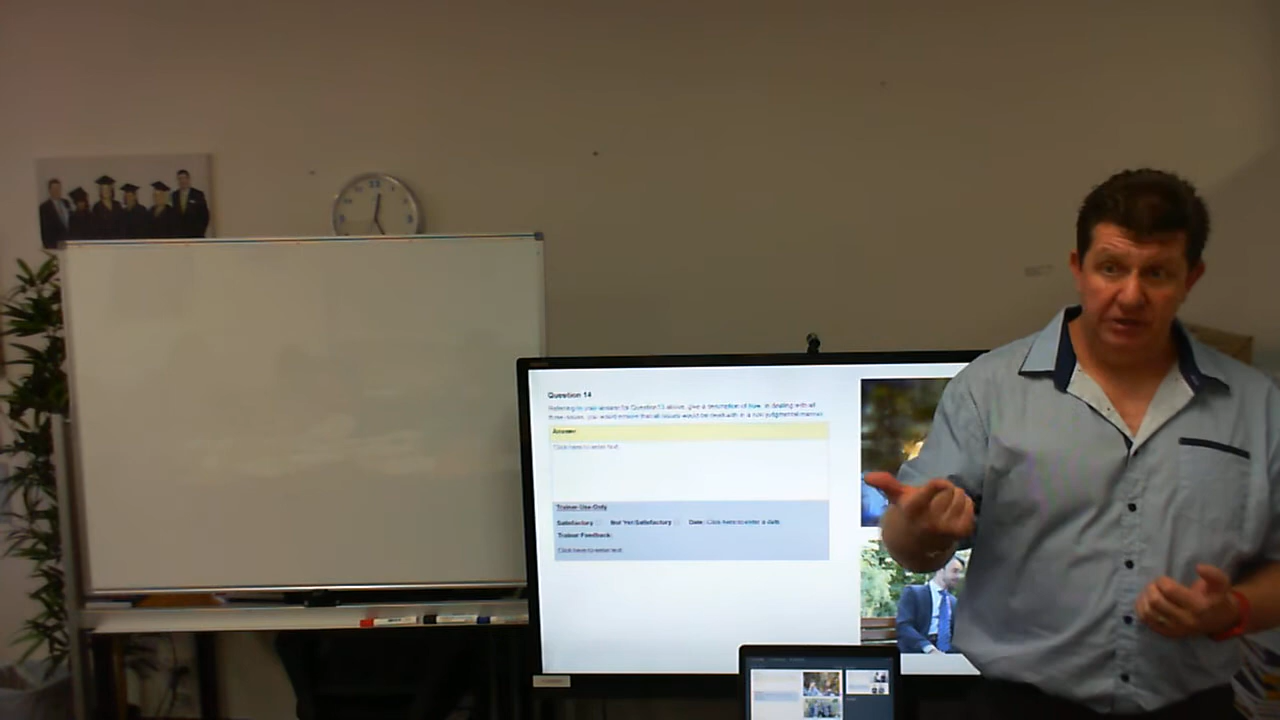 12
Question 14
Referring to your answer for Question 13 above, give a description of how, in dealing with all
those issues, you would ensure that all issues would be dealt with in a non-judgmental manner.
Answer:
Click here to enter text.
Trainer Use Only
Satisfactory Not Yet Satisfactory Date: Click here to enter a date.
Trainer Feedback:
Click here to enter text.